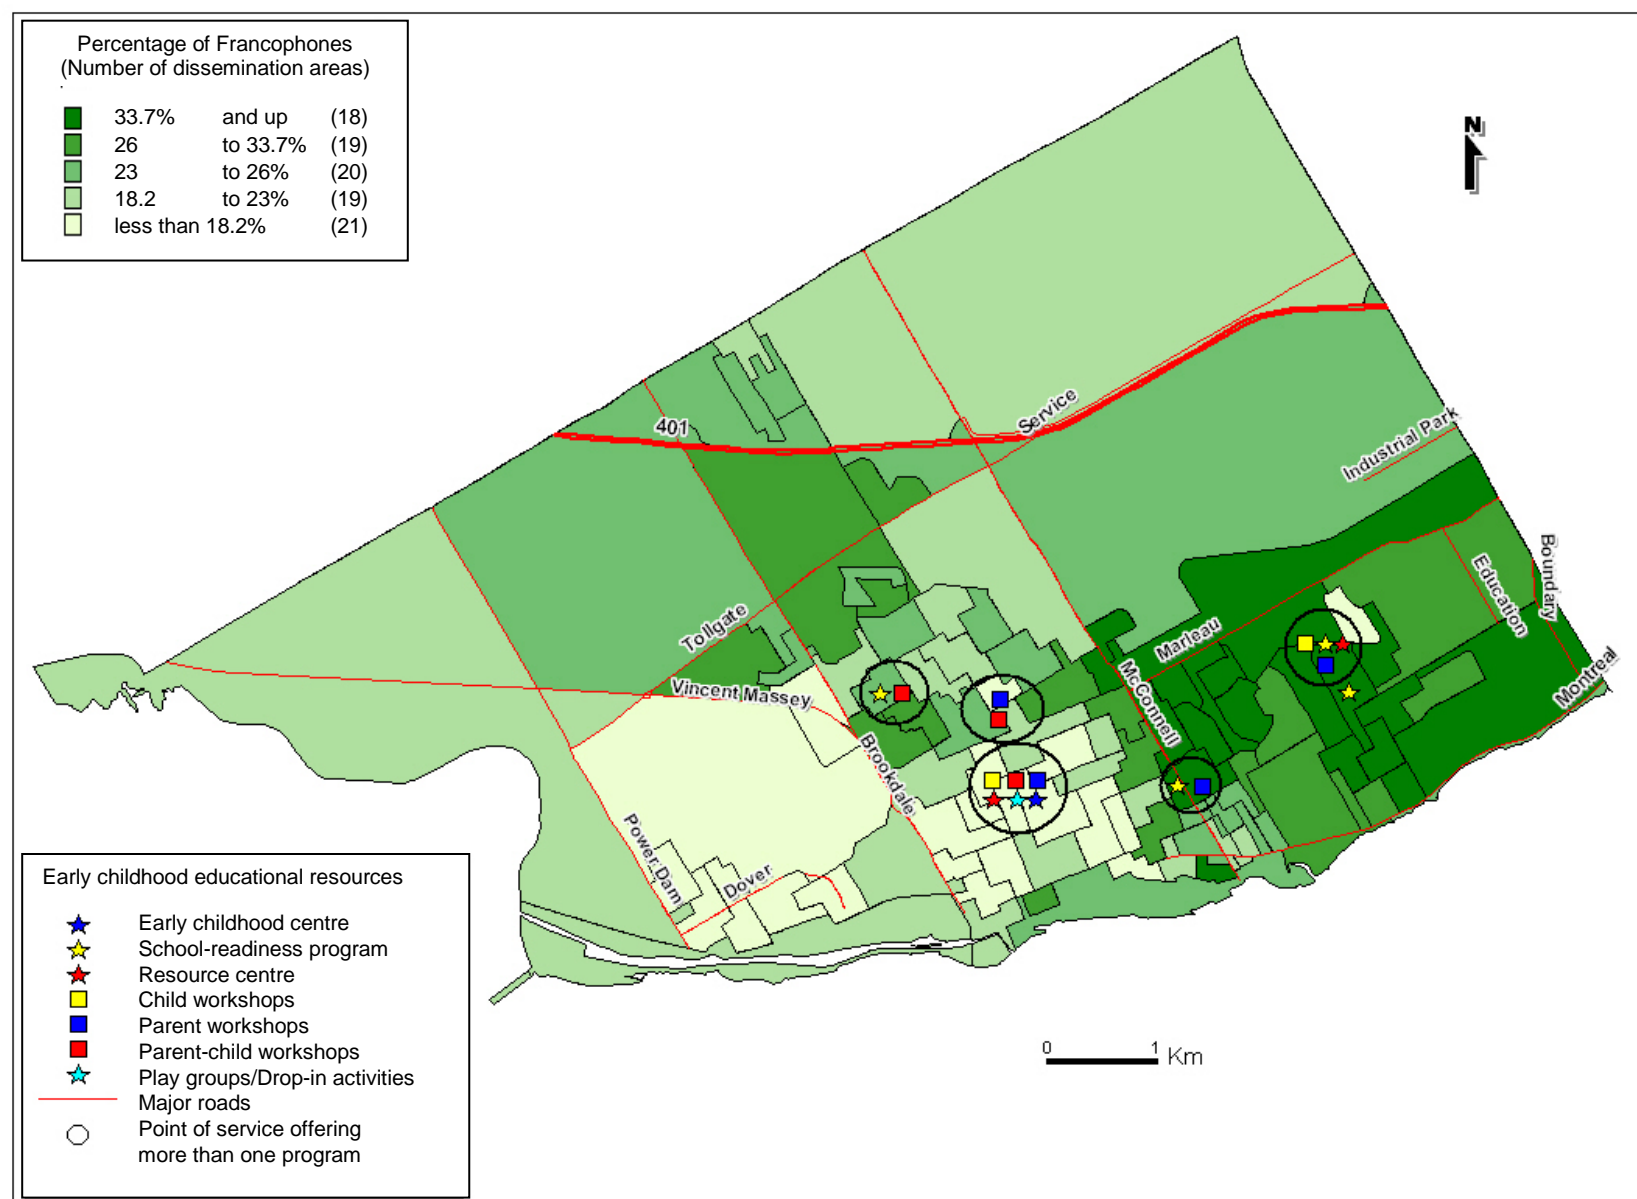 Percentage of Francophones
(Number of dissemination areas)
33.7% and up (18)
26 to 33.7% (19)
23 to 26% (20)
18.2 to 23% (19)
less than 18.2% (21)
N
401
Service
Industrial Park
Boundary
Education
Tollgate
Marleau
McConnell
Montreal
Vincent Massey
Brookdale
Power Dam
Dover
Early childhood educational resources
Early childhood centre
School-readiness program
Resource centre
Child workshops
Parent workshops
Parent-child workshops
Play groups/Drop-in activities
Major roads
Point of service offering
more than one program
0 1 Km